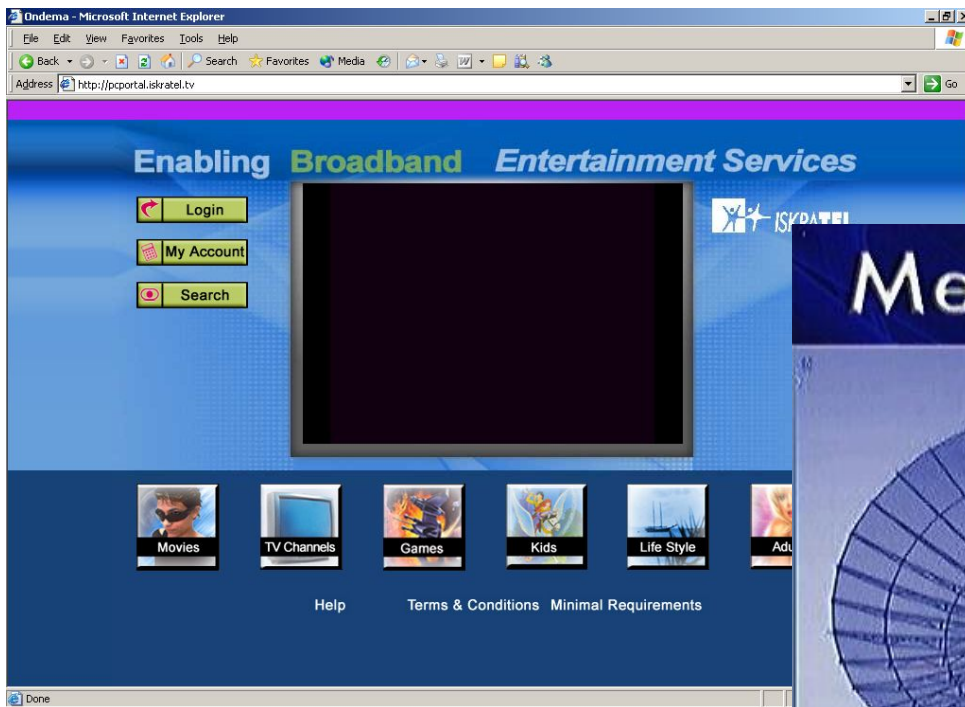 Ondema - Microsoft Internet Explorer
File Edit View Favorites Tools Help
Back Search Favorites Media
Address http://pcportal.iskratel.tv Go
Enabling Broadband Entertainment Services
Login
ISKRATEL
My Account
Search
Me
Movies TV Channels Games Kids Life Style Adu
Help Terms & Conditions Minimal Requirements
Done